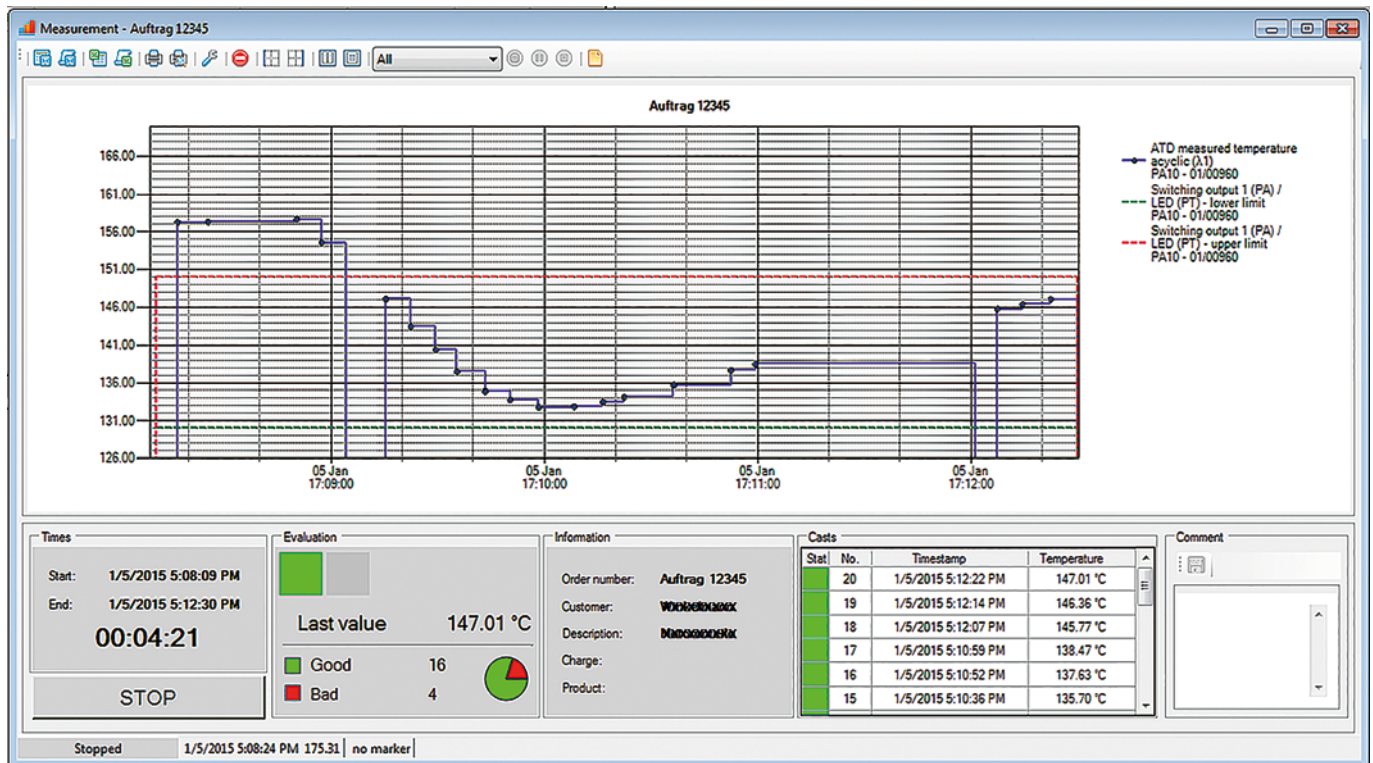 Measurement - Auftrag 12345
All
Auftrag 12345
166.00
161.00
156.00
151.00
146.00
141.00
136.00
131.00
126.00
05 Jan
17:09:00
05 Jan
17:10:00
05 Jan
17:11:00
05 Jan
17:12:00
ATD measured temperature
acyclic (λ1)
PA10 - 01/00960
Switching output 1 (PA) /
LED (PT) - lower limit
PA10 - 01/00960
Switching output 1 (PA) /
LED (PT) - upper limit
PA10 - 01/00960
Times
Start: 1/5/2015 5:08:09 PM
End: 1/5/2015 5:12:30 PM
00:04:21
STOP
Evaluation
Last value 147.01 °C
Good 16
Bad 4
Information
Order number: Auftrag 12345
Customer:
Description:
Charge:
Product:
Casts
Stat No. Timestamp Temperature
20 1/5/2015 5:12:22 PM 147.01 °C
19 1/5/2015 5:12:14 PM 146.36 °C
18 1/5/2015 5:12:07 PM 145.77 °C
17 1/5/2015 5:10:59 PM 138.47 °C
16 1/5/2015 5:10:52 PM 137.63 °C
15 1/5/2015 5:10:36 PM 135.70 °C
Comment
Stopped 1/5/2015 5:08:24 PM 175.31 no marker